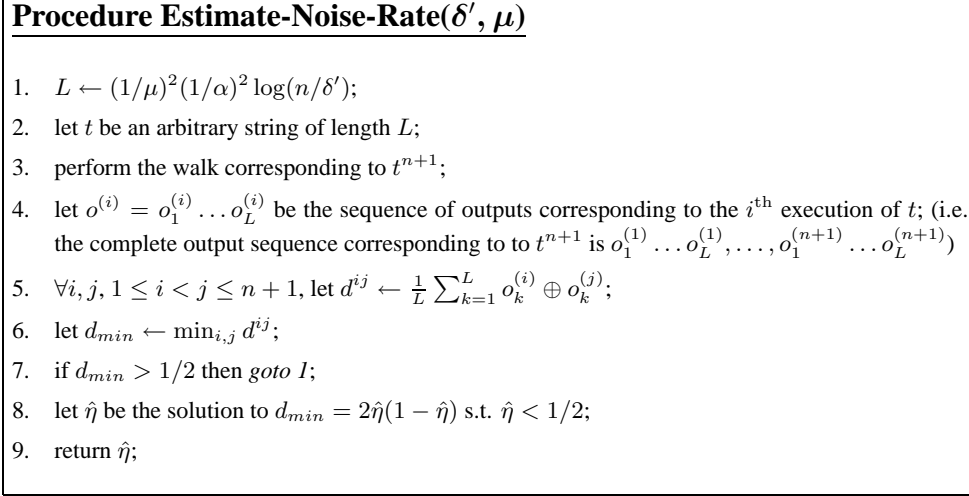 Procedure Estimate-Noise-Rate(δ′, μ)
1. L ← (1/μ)²(1/α)² log(n/δ′);
2. let t be an arbitrary string of length L;
3. perform the walk corresponding to t^{n+1};
4. let o^{(i)} = o_1^{(i)} … o_L^{(i)} be the sequence of outputs corresponding to the i^{th} execution of t; (i.e.
the complete output sequence corresponding to to t^{n+1} is o_1^{(1)} … o_L^{(1)}, …, o_1^{(n+1)} … o_L^{(n+1)})
5. ∀i, j, 1 ≤ i < j ≤ n + 1, let d^{ij} ← \frac{1}{L} ∑_{k=1}^{L} o_k^{(i)} ⊕ o_k^{(j)};
6. let d_{min} ← min_{i,j} d^{ij};
7. if d_{min} > 1/2 then goto 1;
8. let η̂ be the solution to d_{min} = 2η̂(1 − η̂) s.t. η̂ < 1/2;
9. return η̂;